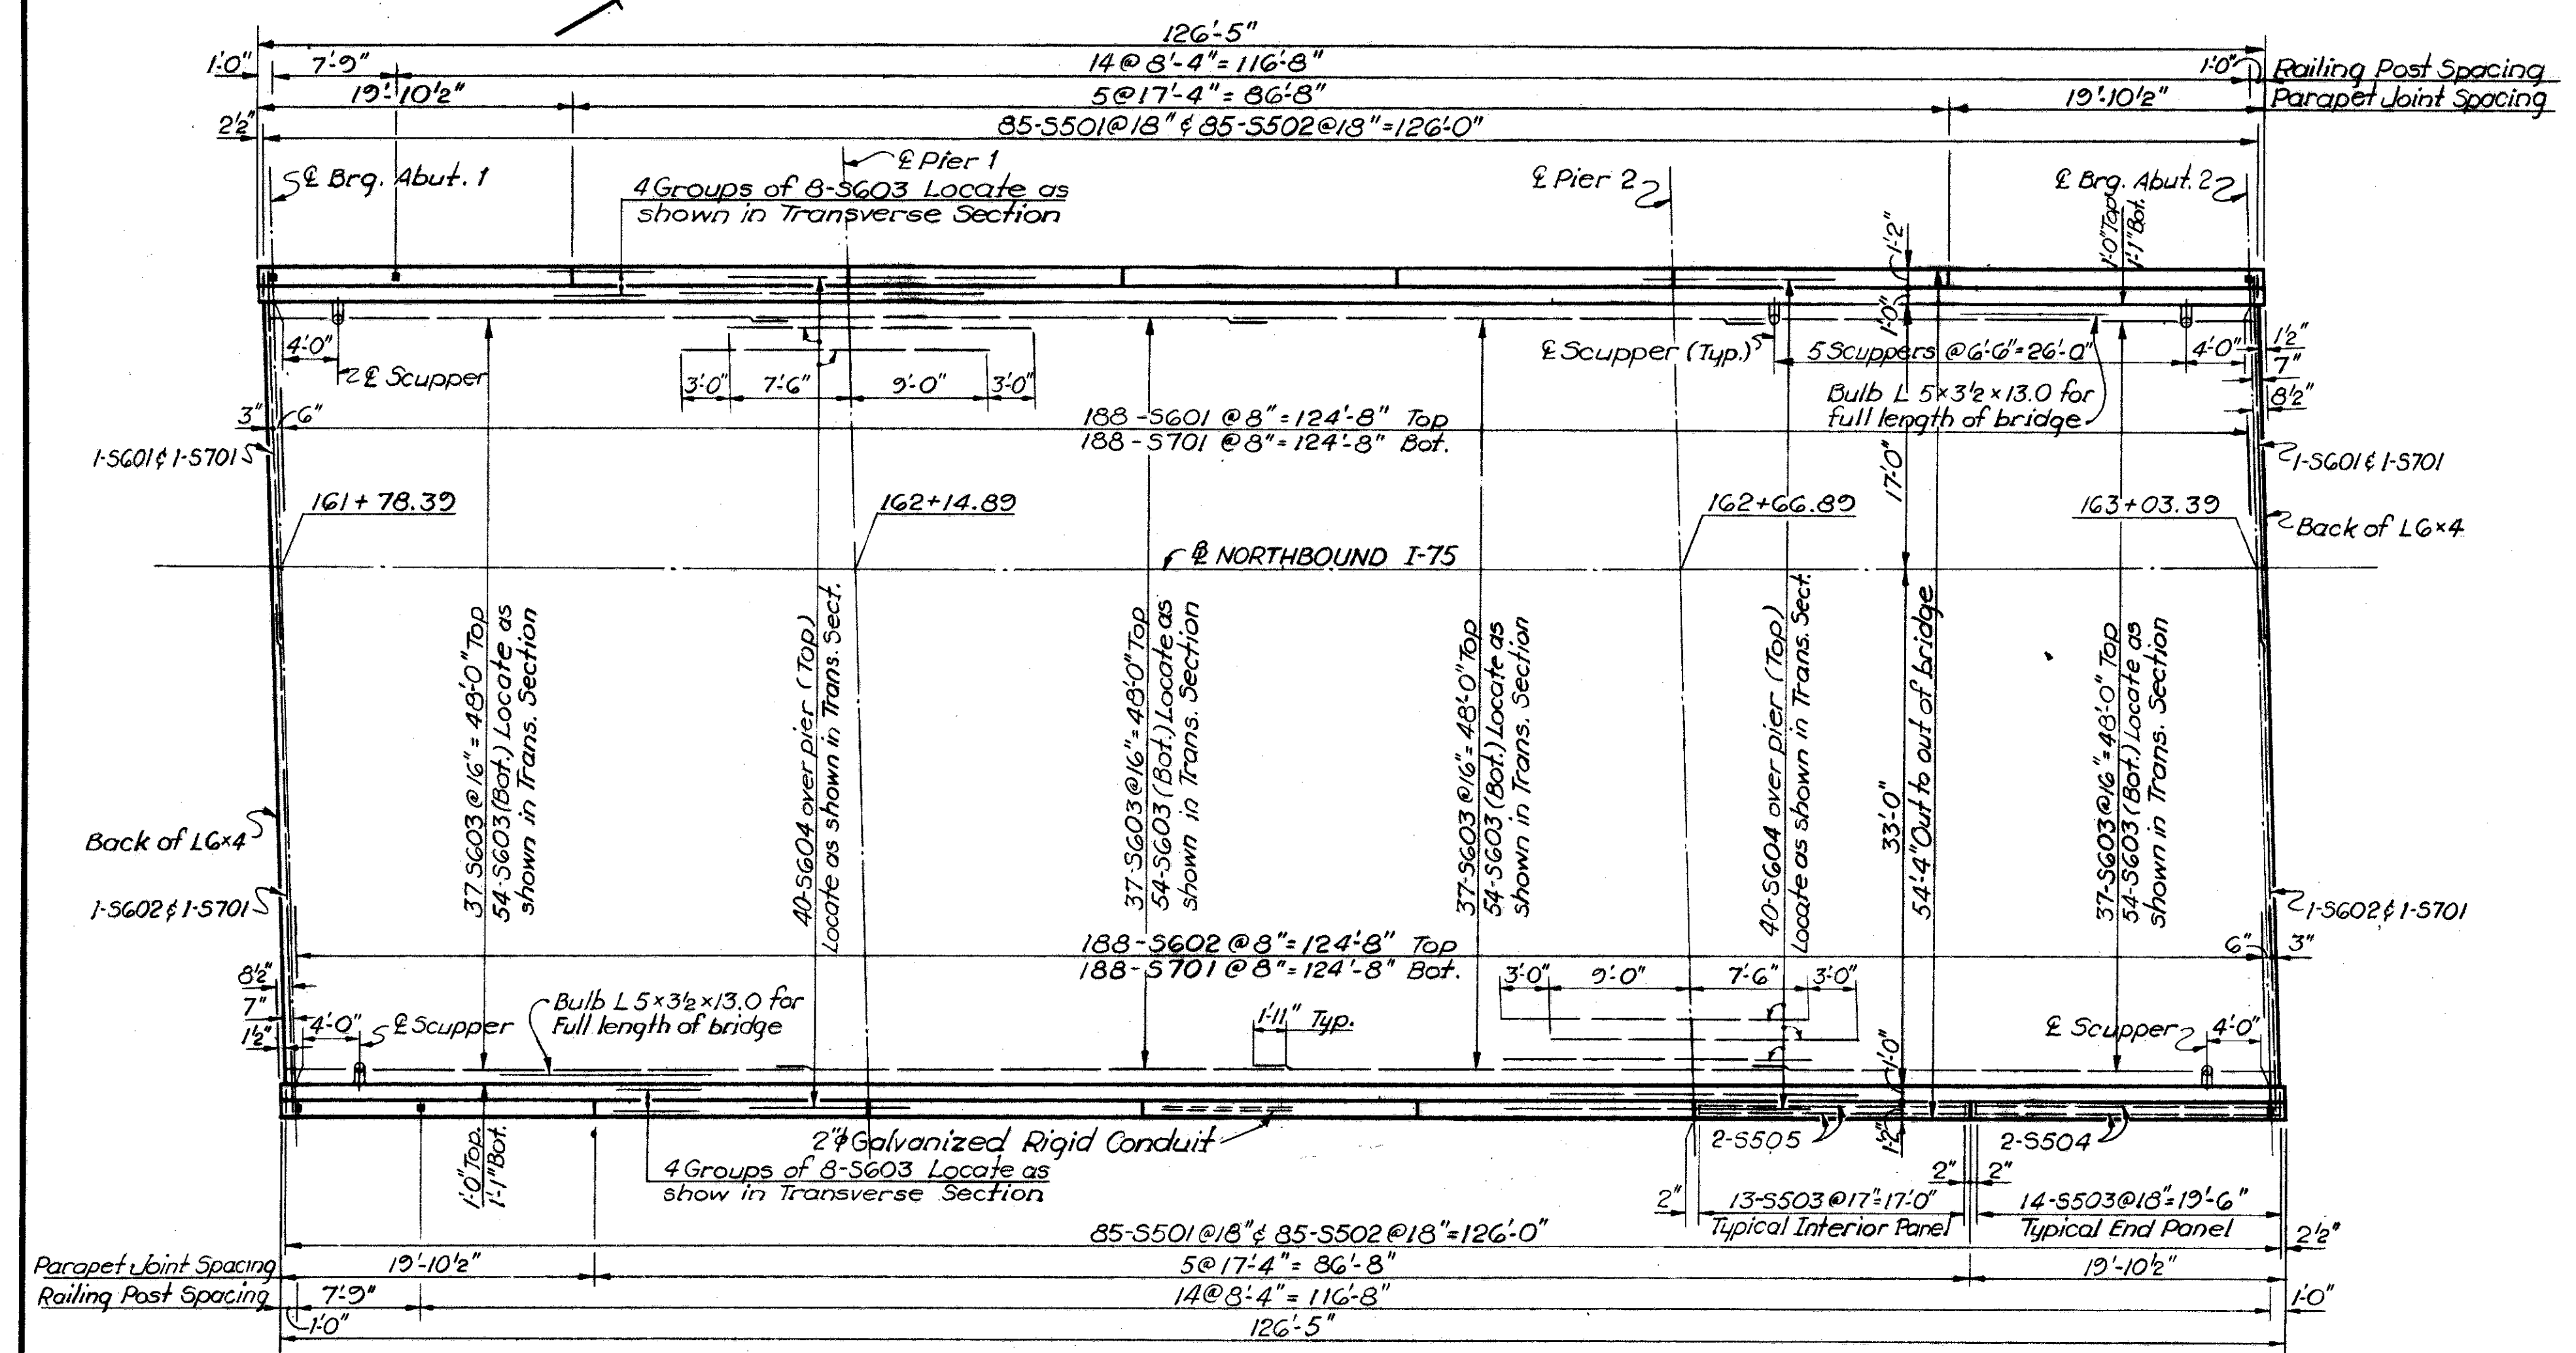 126'-5"
1'-0" 7'-9" 14 @ 8'-4" = 116'-8" 1'-0" Railing Post Spacing
19'-10½" 5 @ 17'-4" = 86'-8" 19'-10½" Parapet Joint Spacing
2½" 85-S501 @ 18" & 85-S502 @ 18" = 126'-0"
℄ Brg. Abut. 1
4 Groups of 8-S603 Locate as
shown in Transverse Section
℄ Pier 1
℄ Pier 2
℄ Brg. Abut. 2
1'-0" Top
1'-1" Bot.
1'-2"
1'-0"
4'-0"
℄ Scupper
3'-0" 7'-6" 9'-0" 3'-0"
℄ Scupper (Typ.)
5 Scuppers @ 6'-6" = 26'-0" 4'-0"
1½"
7"
8½"
Bulb L 5×3½×13.0 for
full length of bridge
3" 6"
188-S601 @ 8" = 124'-8" Top
188-S701 @ 8" = 124'-8" Bot.
1-S601 & 1-S701
1-S601 & 1-S701
17'-0"
161+78.39
162+14.89
162+66.89
163+03.39
Back of L6×4
℄ NORTHBOUND I-75
37 S603 @ 16" = 48'-0" Top
54-S603 (Bot.) Locate as
shown in Trans. Section
40-S604 over pier (Top)
Locate as shown in Trans. Sect.
37-S603 @ 16" = 48'-0" Top
54-S603 (Bot.) Locate as
shown in Trans. Section
37-S603 @ 16" = 48'-0" Top
54-S603 (Bot.) Locate as
shown in Trans. Section
40-S604 over pier (Top)
Locate as shown in Trans. Sect.
33'-0"
54'-4" Out to out of bridge
37-S603 @ 16" = 48'-0" Top
54-S603 (Bot.) Locate as
shown in Trans. Section
Back of L6×4
1-S602 & 1-S701
1-S602 & 1-S701
188-S602 @ 8" = 124'-8" Top
188-S701 @ 8" = 124'-8" Bot.
6" 3"
8½"
7"
1½"
4'-0"
℄ Scupper
Bulb L 5×3½×13.0 for
Full length of bridge
1'-11" Typ.
3'-0" 9'-0" 7'-6" 3'-0"
1'-0"
℄ Scupper
4'-0"
1'-0" Top.
1'-1" Bot.
2"⌀ Galvanized Rigid Conduit
4 Groups of 8-S603 Locate as
show in Transverse Section
2-S505
1'-2"
2-S504
2" 2"
2" 13-S503 @ 17" = 17'-0" 14-S503 @ 18" = 19'-6"
Typical Interior Panel Typical End Panel
85-S501 @ 18" & 85-S502 @ 18" = 126'-0" 2½"
Parapet Joint Spacing 19'-10½" 5 @ 17'-4" = 86'-8" 19'-10½"
Railing Post Spacing 7'-9" 14 @ 8'-4" = 116'-8" 1'-0"
1'-0"
126'-5"